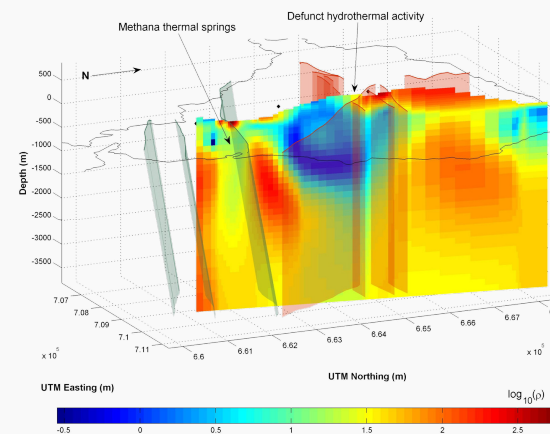 Defunct hydrothermal activity
Methana thermal springs
N
500
0
-500
-1000
-1500
-2000
-2500
-3000
-3500
Depth (m)
7.07
7.08
7.09
7.1
7.11
x 10^5
6.6
6.61
6.62
6.63
6.64
6.65
6.66
6.67
x 10^5
UTM Northing (m)
UTM Easting (m)
log10(ρ)
-0.5 0 0.5 1 1.5 2 2.5